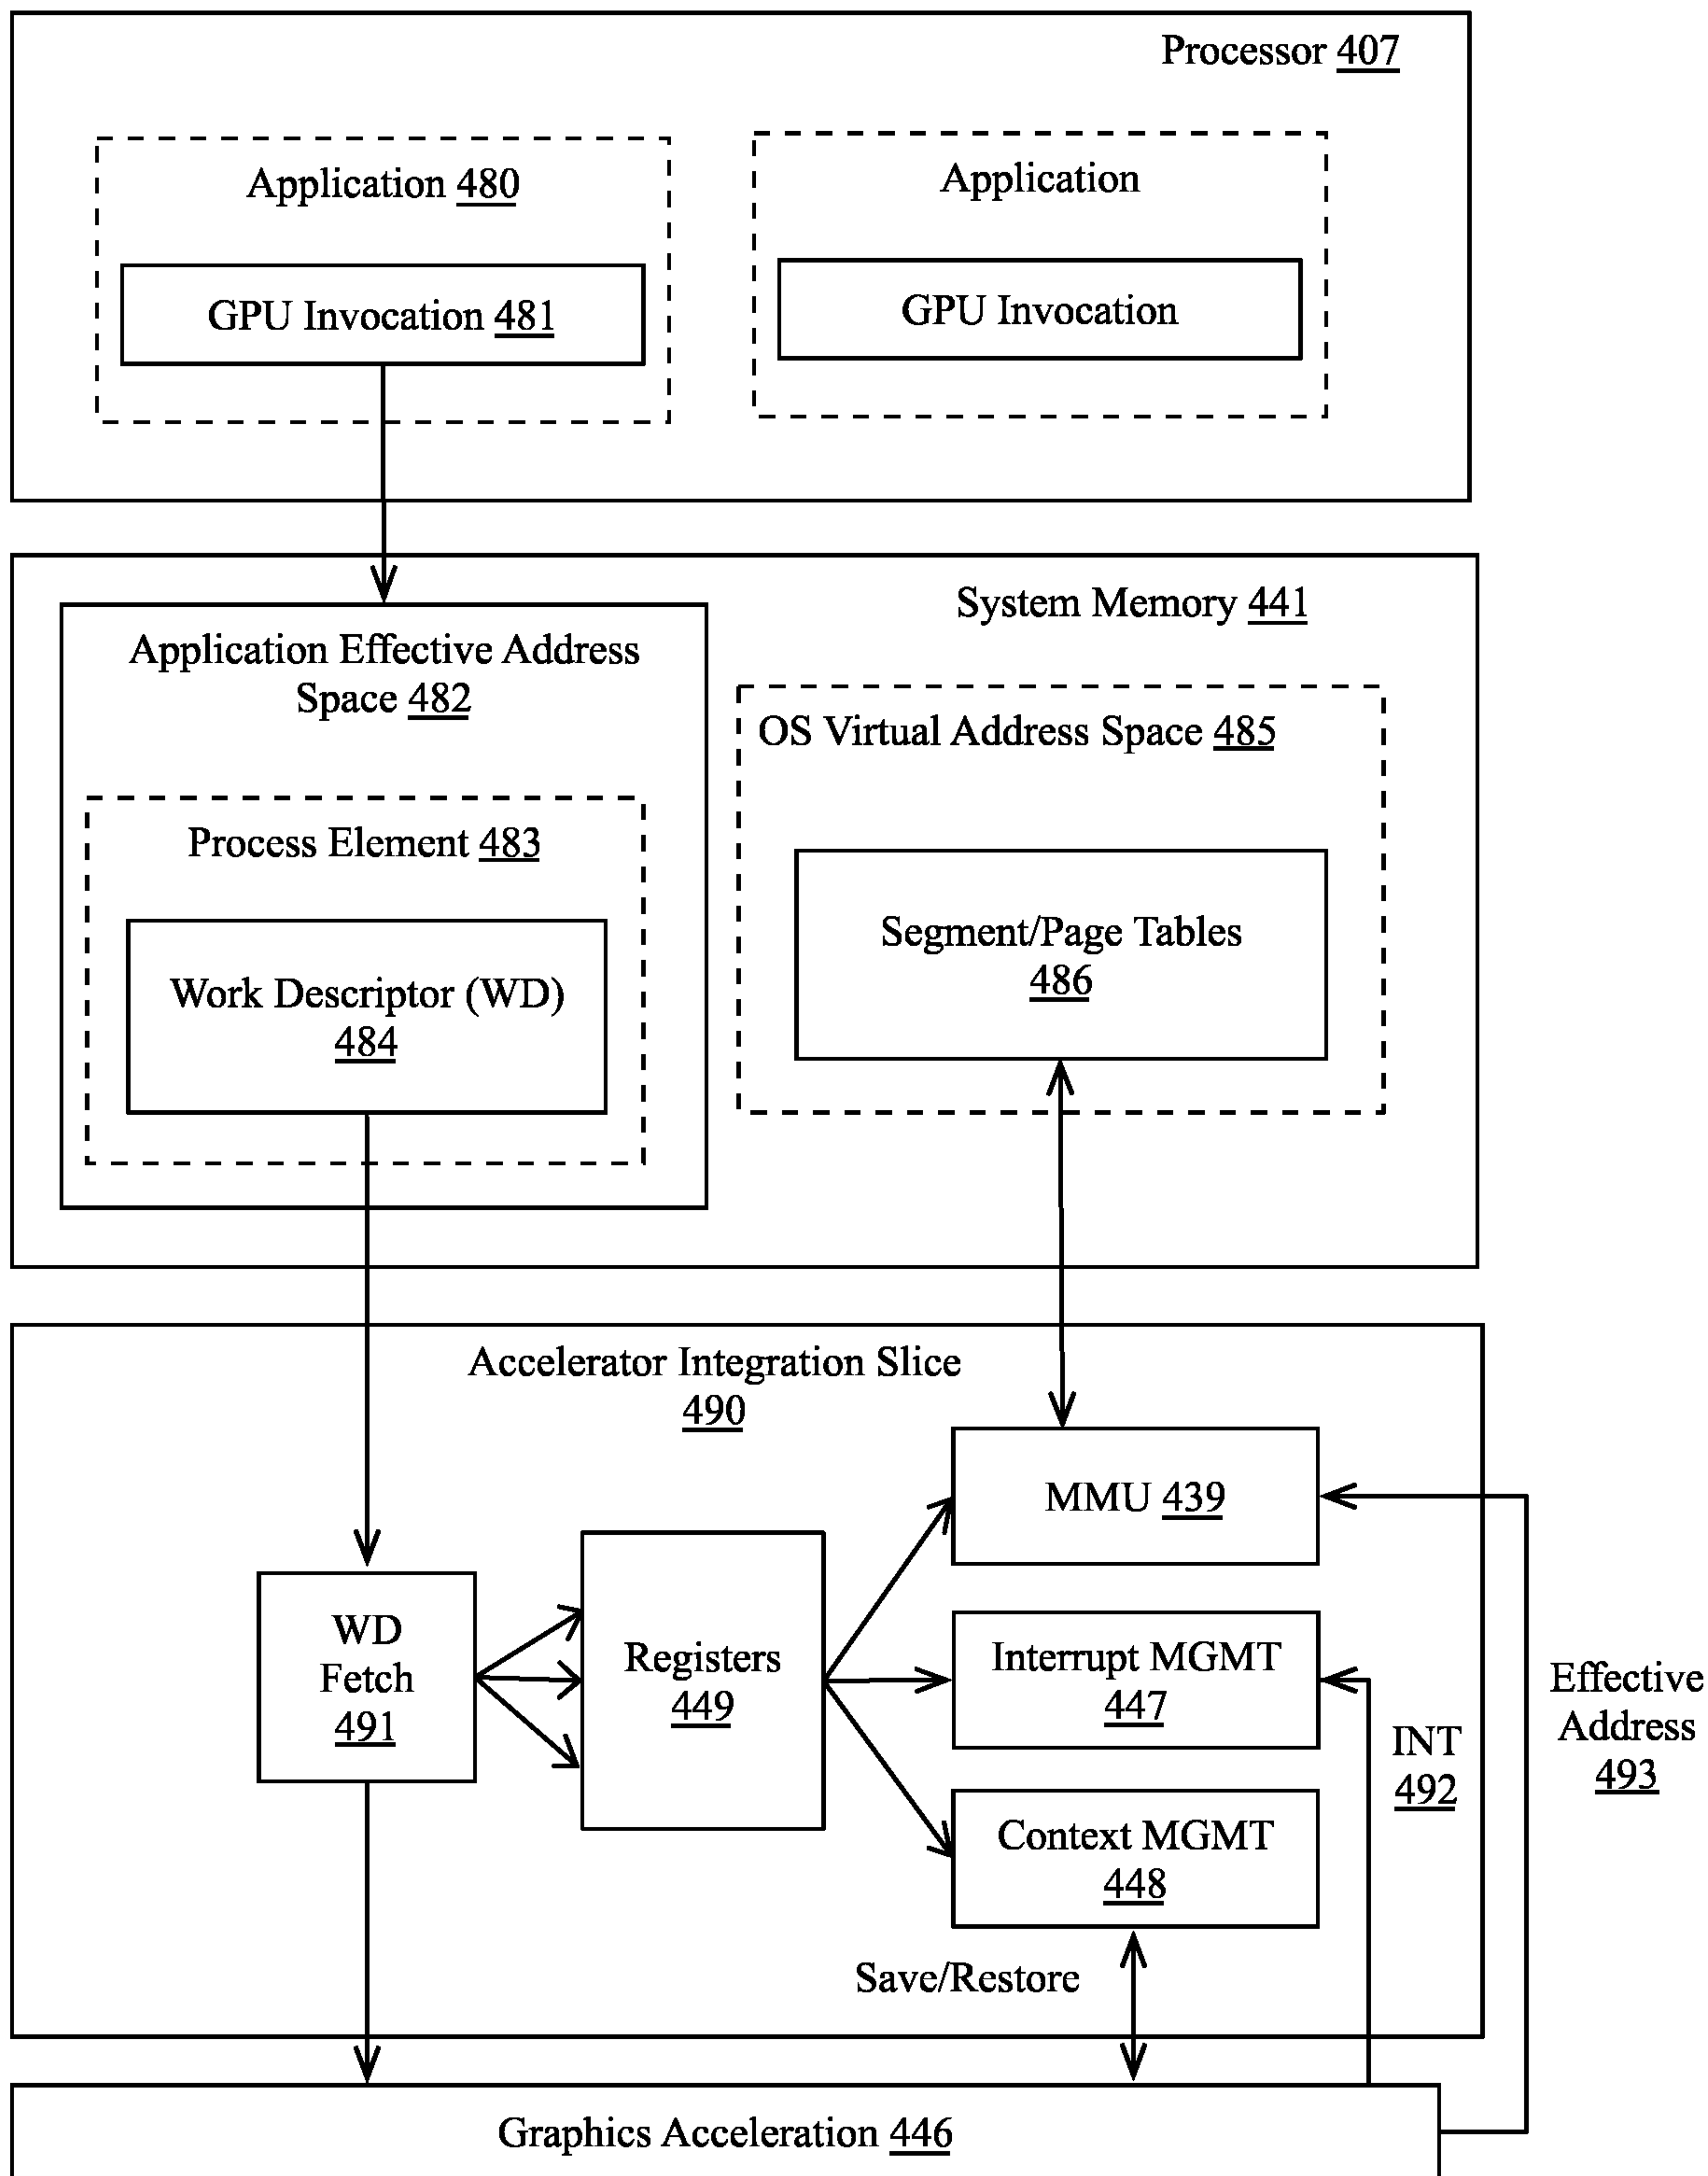 Processor 407
Application 480
GPU Invocation 481
Application
GPU Invocation
System Memory 441
Application Effective Address
Space 482
Process Element 483
Work Descriptor (WD)
484
OS Virtual Address Space 485
Segment/Page Tables
486
Accelerator Integration Slice
490
WD
Fetch
491
Registers
449
MMU 439
Interrupt MGMT
447
Context MGMT
448
Save/Restore
INT
492
Effective
Address
493
Graphics Acceleration 446